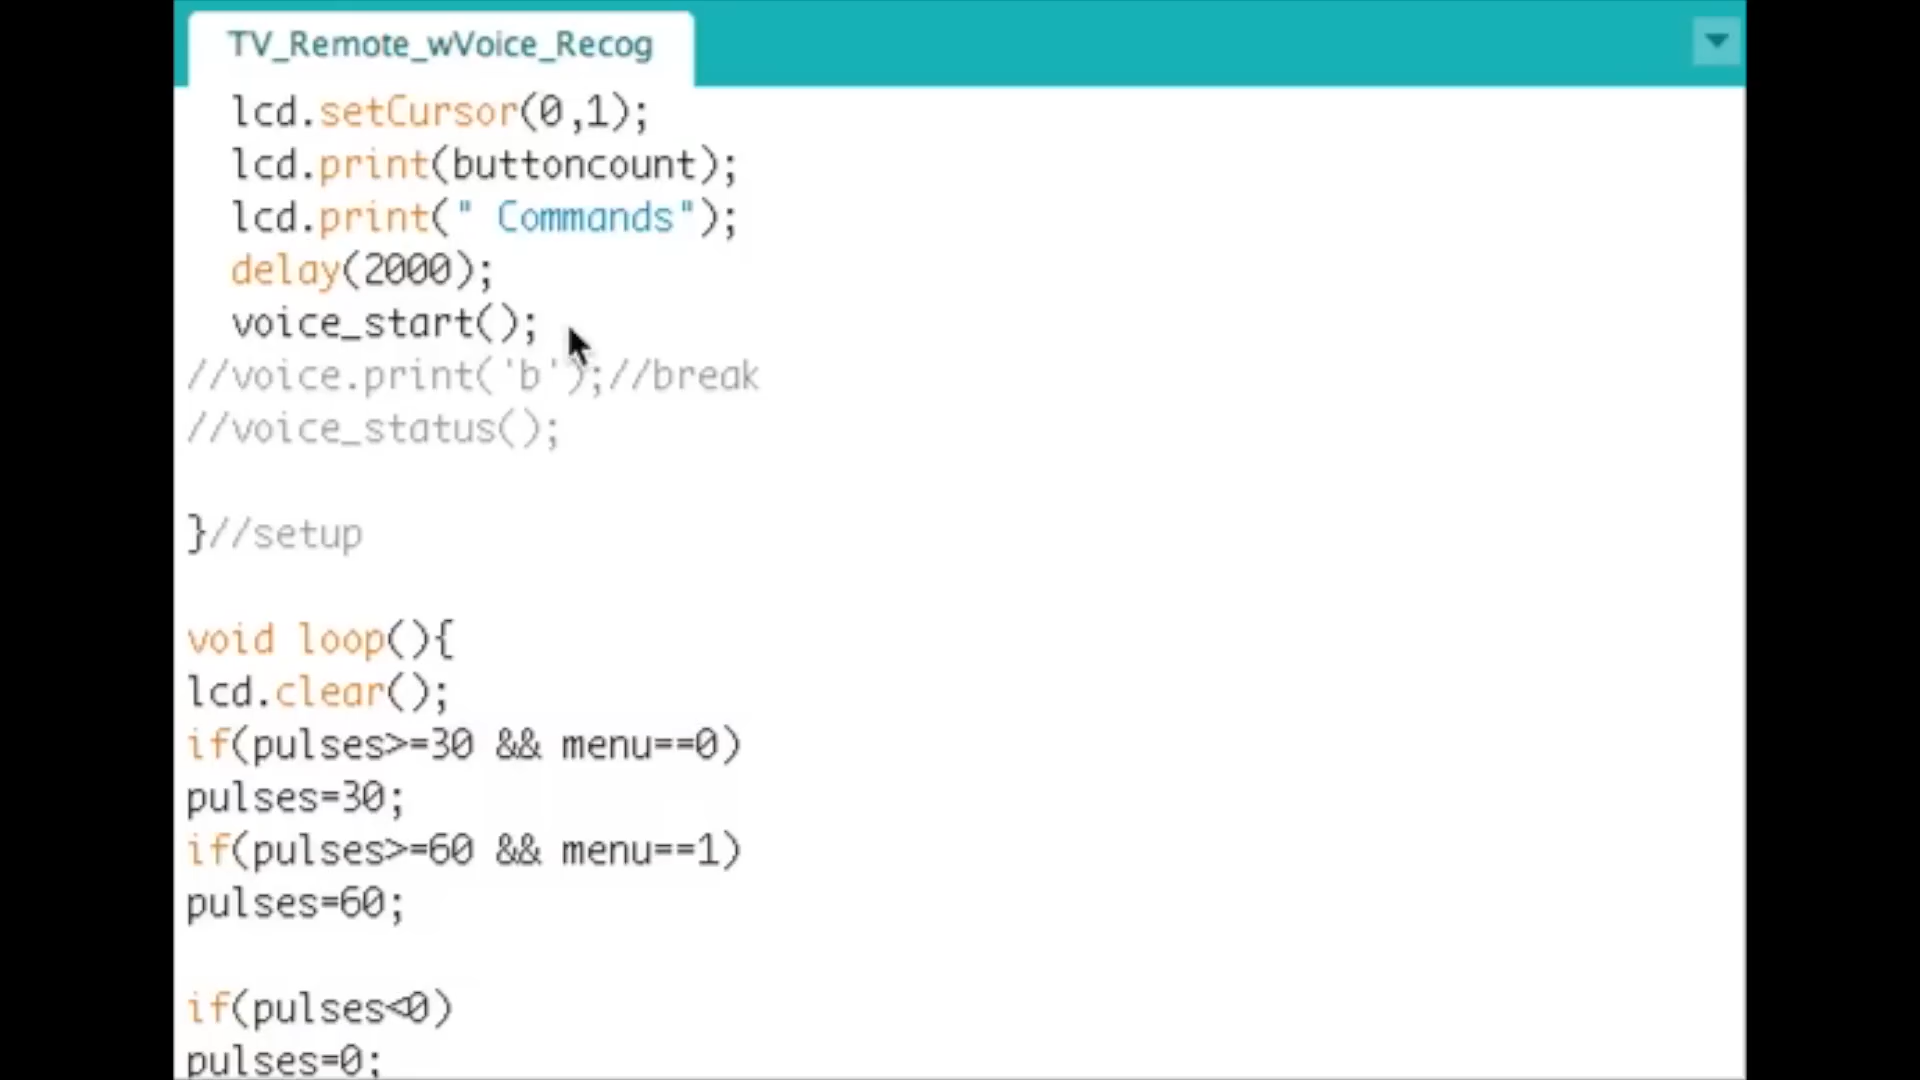 TV_Remote_wVoice_Recog
lcd.setCursor(0,1);
lcd.print(buttoncount);
lcd.print(" Commands");
delay(2000);
voice_start();
//voice.print('b');//break
//voice_status();
}//setup
void loop(){
lcd.clear();
if(pulses>=30 && menu==0)
pulses=30;
if(pulses>=60 && menu==1)
pulses=60;
if(pulses<0)
pulses=0;